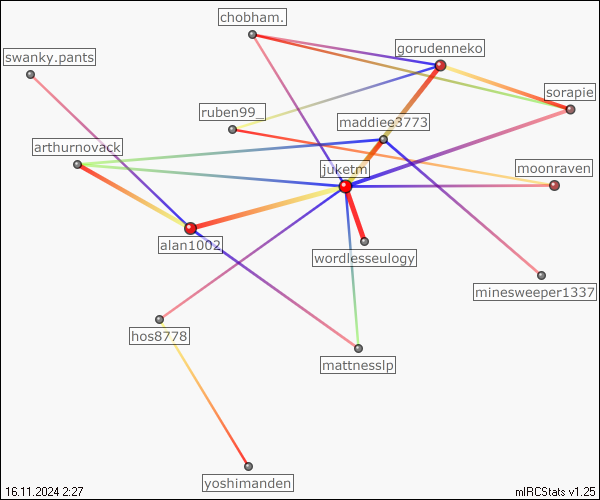 chobham.
gorudenneko
swanky.pants
sorapie
ruben99_
maddiee3773
arthurnovack
juketm
moonraven
alan1002
wordlesseulogy
minesweeper1337
hos8778
mattnesslp
yoshimanden
16.11.2024 2:27
mIRCStats v1.25